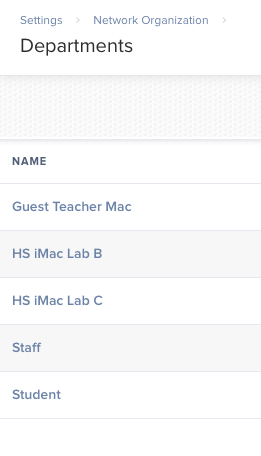 Settings > Network Organization >
Departments
NAME
Guest Teacher Mac
HS iMac Lab B
HS iMac Lab C
Staff
Student